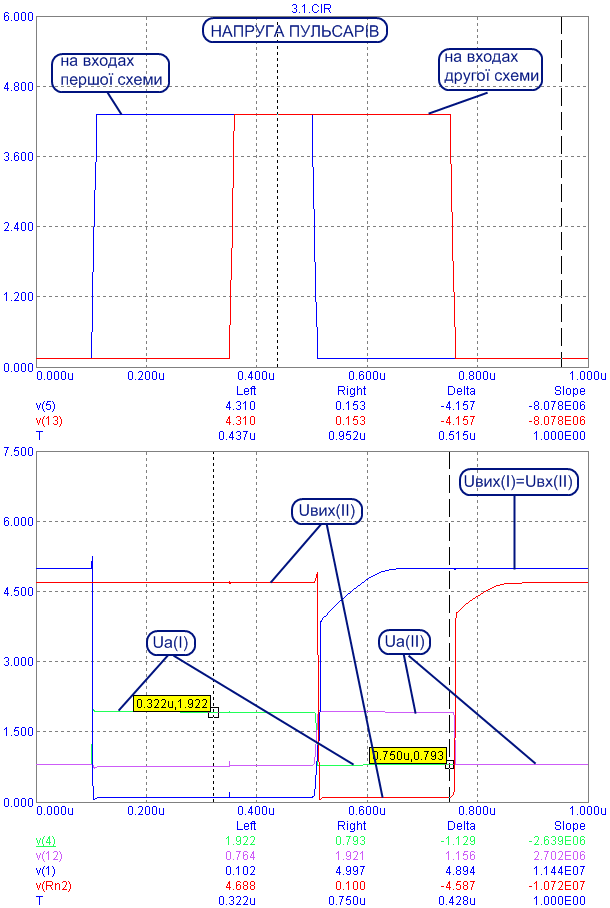 3.1.CIR
6.000
НАПРУГА ПУЛЬСАРІВ
на входах
першої схеми
на входах
другої схеми
4.800
3.600
2.400
1.200
0.000
0.000u 0.200u 0.400u 0.600u 0.800u 1.000u
Left Right Delta Slope
v(5) 4.310 0.153 -4.157 -8.078E06
v(13) 4.310 0.153 -4.157 -8.078E06
T 0.437u 0.952u 0.515u 1.000E00
7.500
Uвих(I)=Uвх(II)
Uвих(II)
6.000
4.500
Uа(I)
Uа(II)
3.000
0.322u,1.922
1.500
0.750u,0.793
0.000
0.000u 0.200u 0.400u 0.600u 0.800u 1.000u
Left Right Delta Slope
v(4) 1.922 0.793 -1.129 -2.639E06
v(12) 0.764 1.921 1.156 2.702E06
v(1) 0.102 4.997 4.894 1.144E07
v(Rn2) 4.688 0.100 -4.587 -1.072E07
T 0.322u 0.750u 0.428u 1.000E00